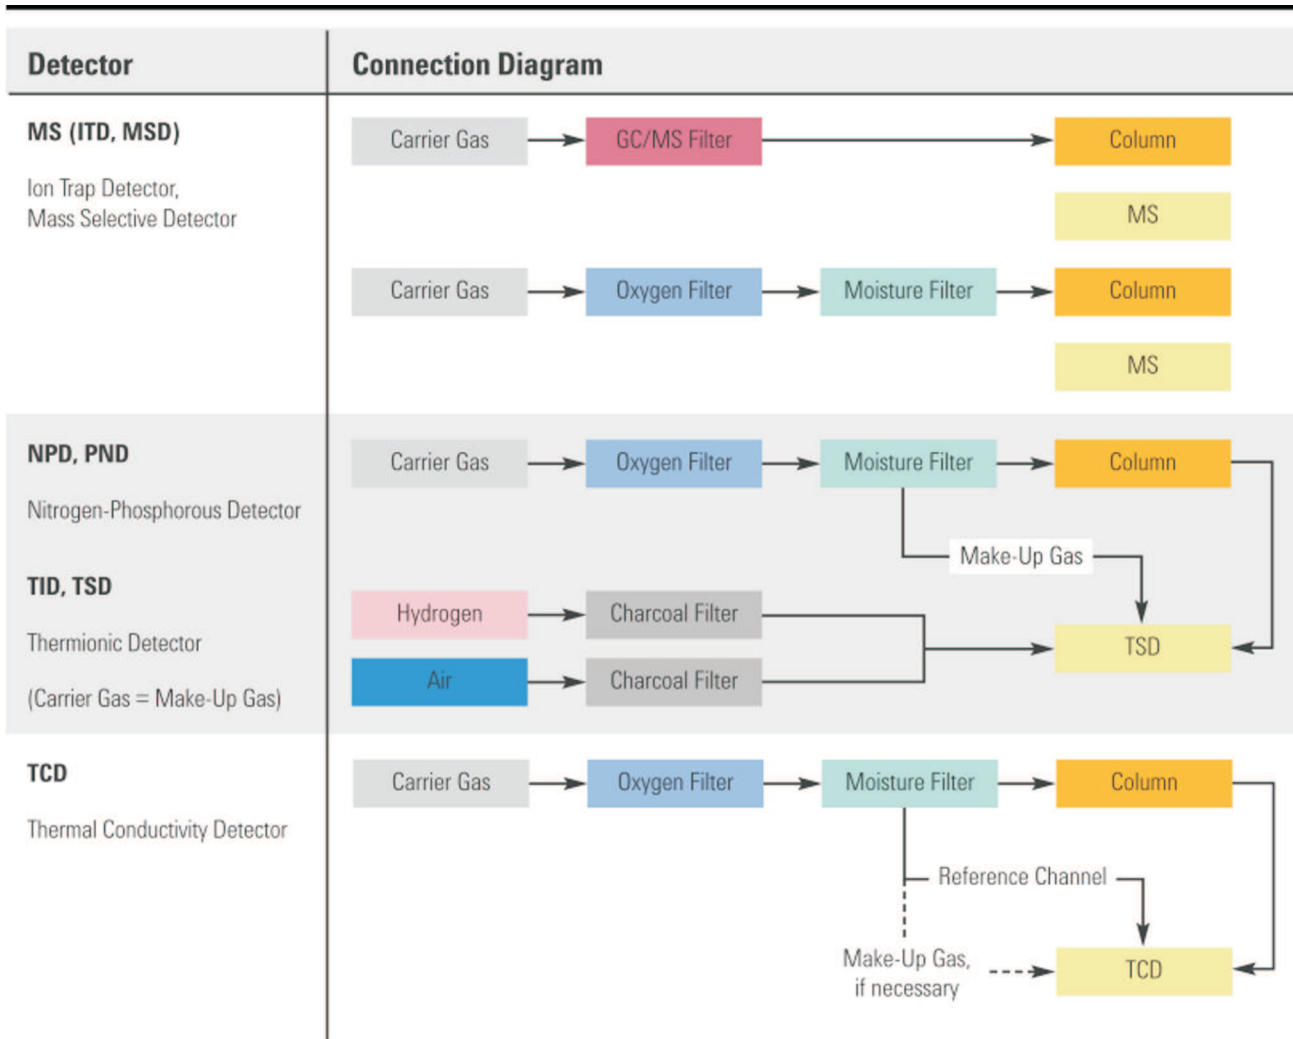 Detector
Connection Diagram
MS (ITD, MSD)
Ion Trap Detector,
Mass Selective Detector
Carrier Gas
GC/MS Filter
Column
MS
Carrier Gas
Oxygen Filter
Moisture Filter
Column
MS
NPD, PND
Nitrogen-Phosphorous Detector
TID, TSD
Thermionic Detector
(Carrier Gas = Make-Up Gas)
Carrier Gas
Oxygen Filter
Moisture Filter
Column
Make-Up Gas
Hydrogen
Charcoal Filter
TSD
Air
Charcoal Filter
TCD
Thermal Conductivity Detector
Carrier Gas
Oxygen Filter
Moisture Filter
Column
Reference Channel
Make-Up Gas,
if necessary
TCD